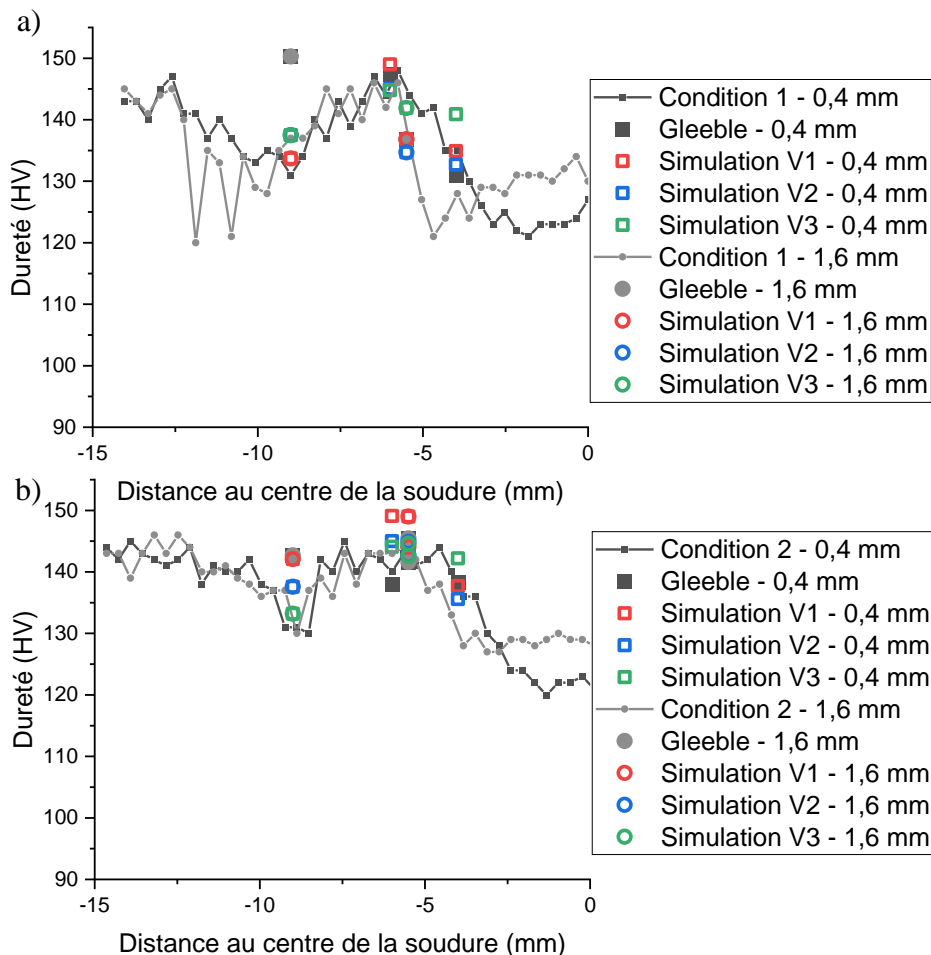 a)
150
140
130
120
110
100
90
Dureté (HV)
-15
-10
-5
0
Distance au centre de la soudure (mm)
Condition 1 - 0,4 mm
Gleeble - 0,4 mm
Simulation V1 - 0,4 mm
Simulation V2 - 0,4 mm
Simulation V3 - 0,4 mm
Condition 1 - 1,6 mm
Gleeble - 1,6 mm
Simulation V1 - 1,6 mm
Simulation V2 - 1,6 mm
Simulation V3 - 1,6 mm
b)
150
140
130
120
110
100
90
Dureté (HV)
-15
-10
-5
0
Distance au centre de la soudure (mm)
Condition 2 - 0,4 mm
Gleeble - 0,4 mm
Simulation V1 - 0,4 mm
Simulation V2 - 0,4 mm
Simulation V3 - 0,4 mm
Condition 2 - 1,6 mm
Gleeble - 1,6 mm
Simulation V1 - 1,6 mm
Simulation V2 - 1,6 mm
Simulation V3 - 1,6 mm